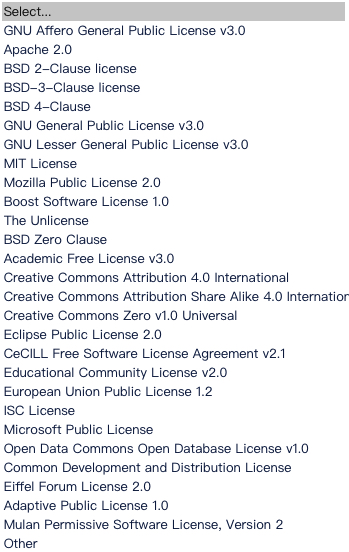 Select...
GNU Affero General Public License v3.0
Apache 2.0
BSD 2-Clause license
BSD-3-Clause license
BSD 4-Clause
GNU General Public License v3.0
GNU Lesser General Public License v3.0
MIT License
Mozilla Public License 2.0
Boost Software License 1.0
The Unlicense
BSD Zero Clause
Academic Free License v3.0
Creative Commons Attribution 4.0 International
Creative Commons Attribution Share Alike 4.0 Internation
Creative Commons Zero v1.0 Universal
Eclipse Public License 2.0
CeCILL Free Software License Agreement v2.1
Educational Community License v2.0
European Union Public License 1.2
ISC License
Microsoft Public License
Open Data Commons Open Database License v1.0
Common Development and Distribution License
Eiffel Forum License 2.0
Adaptive Public License 1.0
Mulan Permissive Software License, Version 2
Other